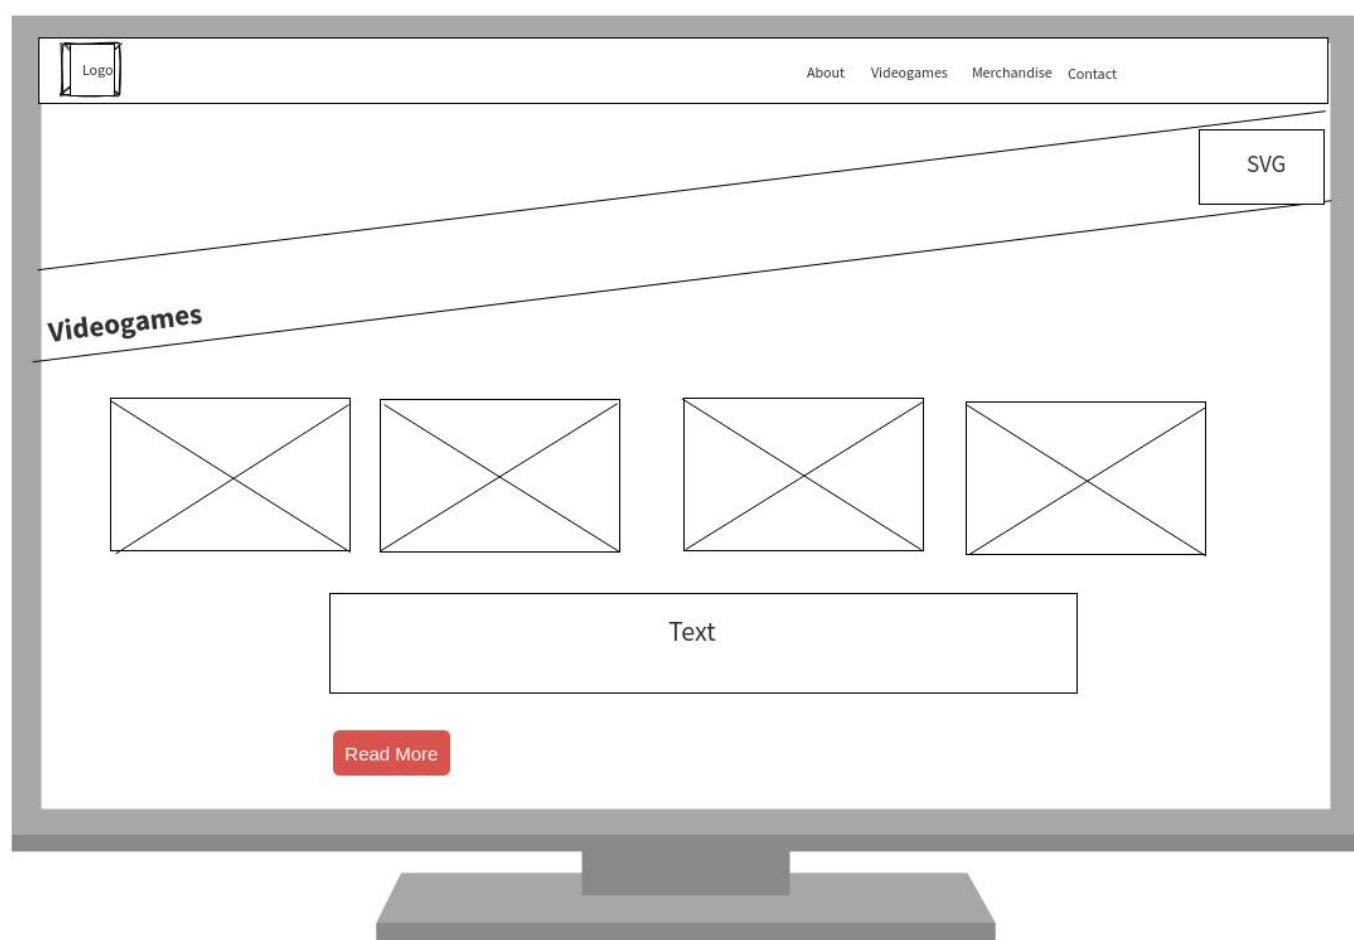 Logo
About Videogames Merchandise Contact
SVG
Videogames
Text
Read More